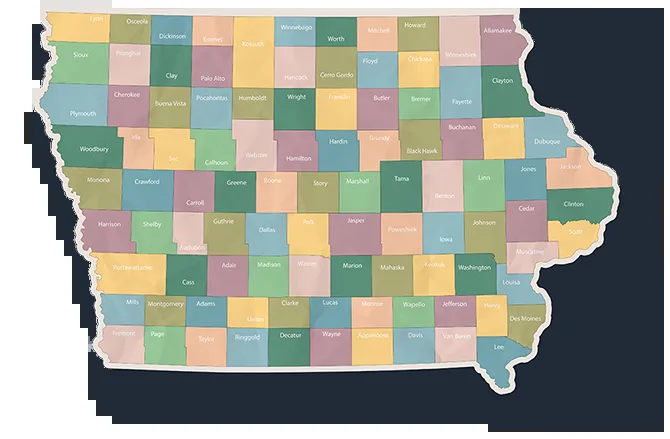 Lyon
Osceola
Dickinson
Emmet
Kossuth
Winnebago
Worth
Mitchell
Howard
Winneshiek
Allamakee
Sioux
O'Brien
Clay
Palo Alto
Hancock
Cerro Gordo
Floyd
Chickasaw
Clayton
Plymouth
Cherokee
Buena Vista
Pocahontas
Humboldt
Wright
Franklin
Butler
Bremer
Fayette
Woodbury
Ida
Sac
Calhoun
Webster
Hamilton
Hardin
Grundy
Black Hawk
Buchanan
Delaware
Dubuque
Monona
Crawford
Carroll
Greene
Boone
Story
Marshall
Tama
Benton
Linn
Jones
Jackson
Clinton
Harrison
Shelby
Audubon
Guthrie
Dallas
Polk
Jasper
Poweshiek
Iowa
Johnson
Cedar
Scott
Muscatine
Pottawattamie
Cass
Adair
Madison
Warren
Marion
Mahaska
Keokuk
Washington
Louisa
Mills
Montgomery
Adams
Union
Clarke
Lucas
Monroe
Wapello
Jefferson
Henry
Des Moines
Fremont
Page
Taylor
Ringgold
Decatur
Wayne
Appanoose
Davis
Van Buren
Lee